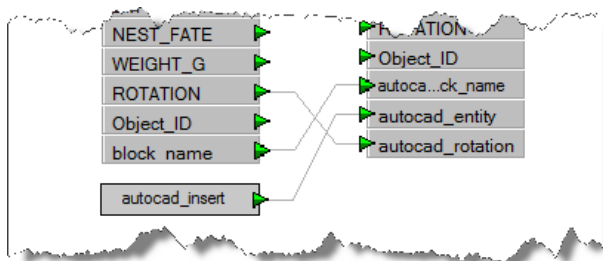 NEST_FATE
WEIGHT_G
ROTATION
Object_ID
block_name
autocad_insert
Object_ID
autoca...ck_name
autocad_entity
autocad_rotation